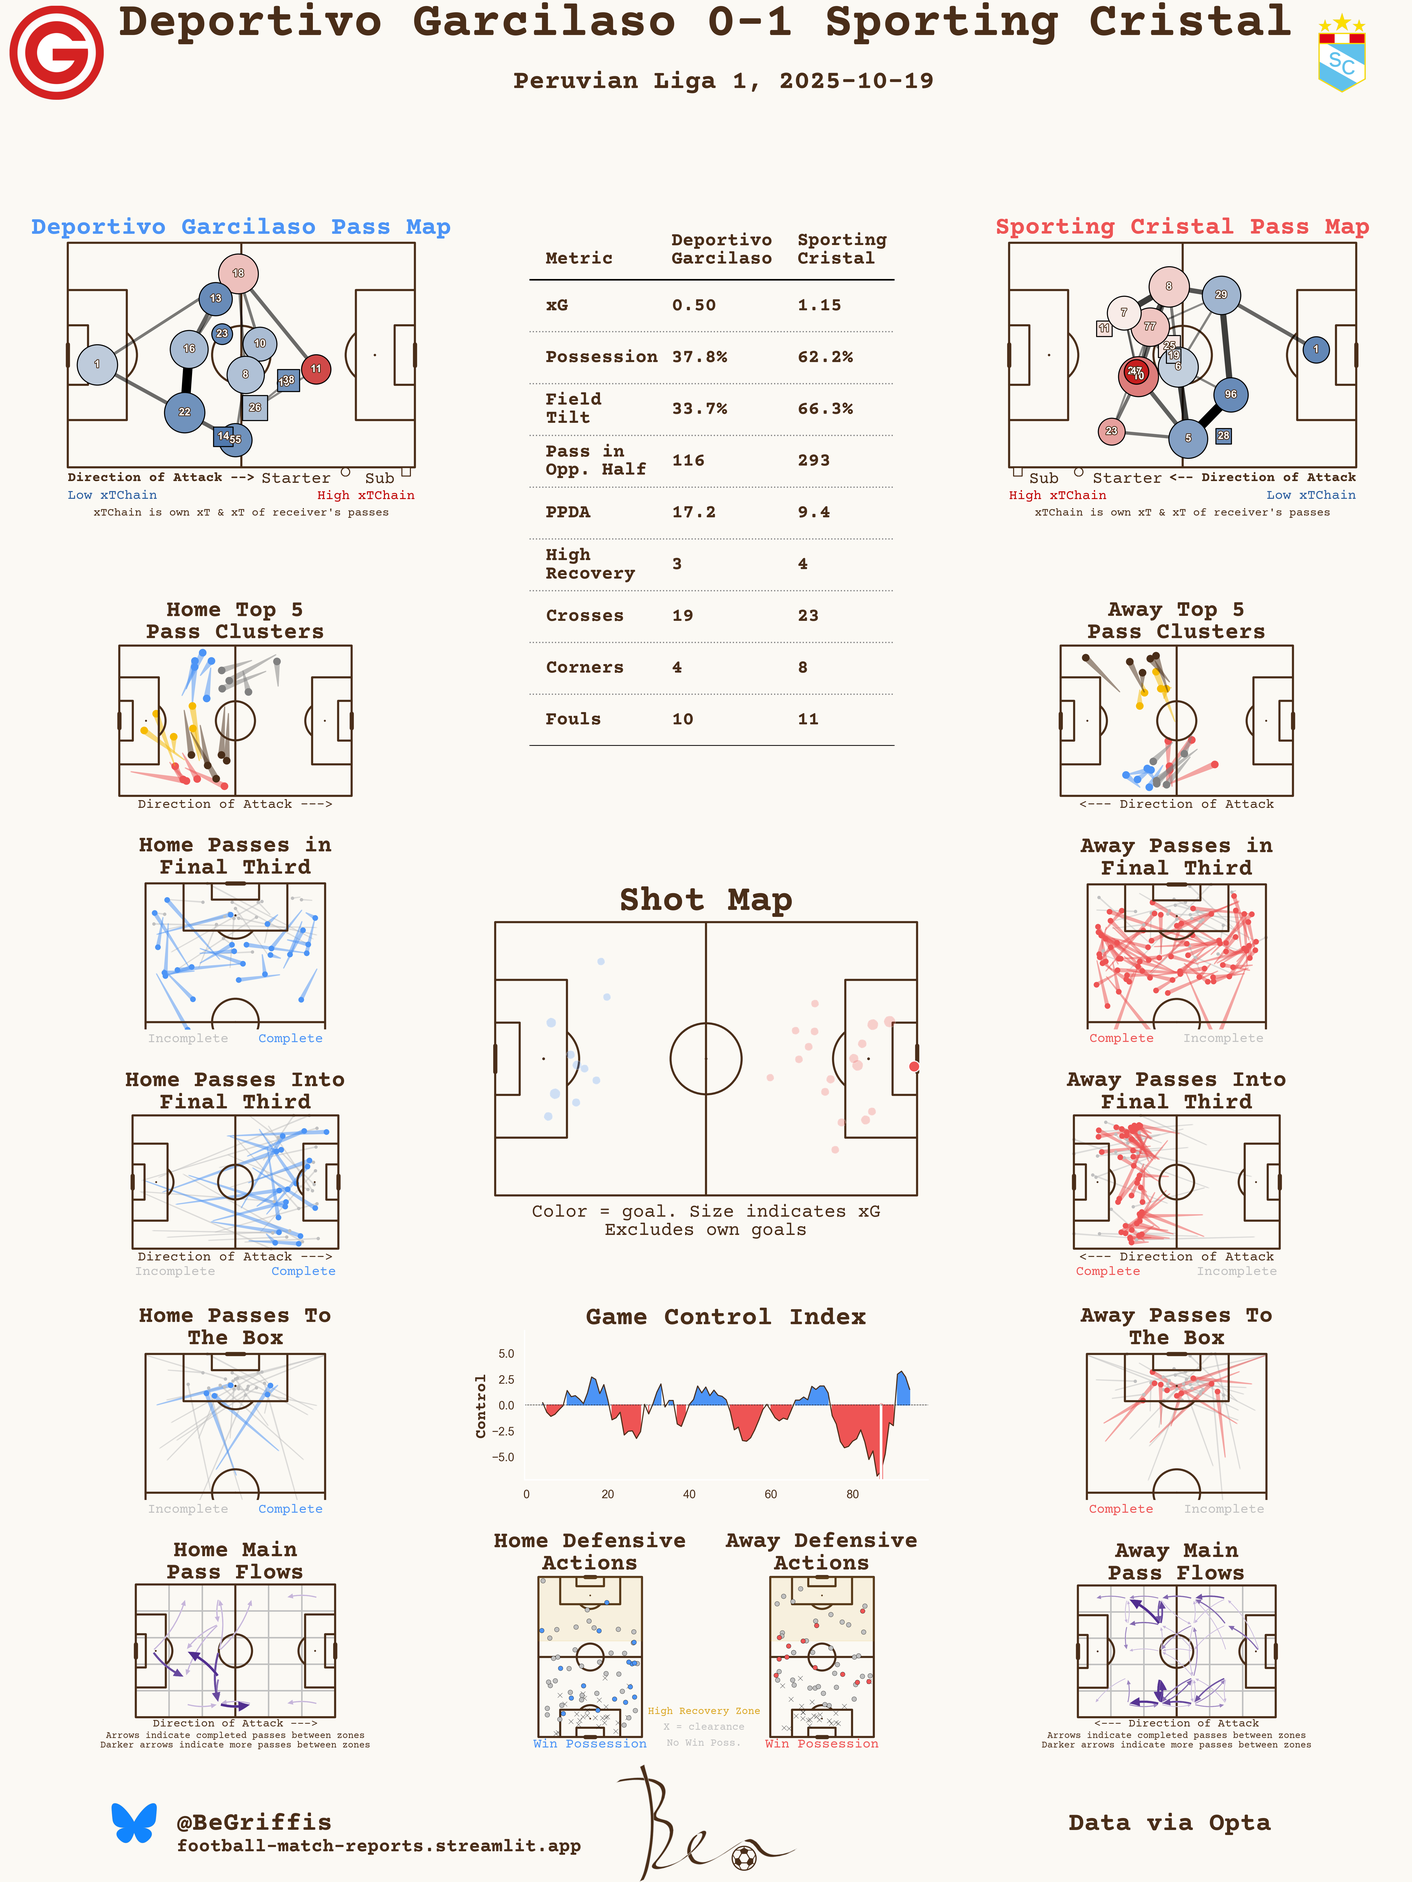 Deportivo Garcilaso 0-1 Sporting Cristal
Peruvian Liga 1, 2025-10-19
Deportivo Garcilaso Pass Map
1
13
18
23
16
10
8
11
38
26
22
14
55
Direction of Attack --> Starter Sub
Low xTChain High xTChain
xTChain is own xT & xT of receiver's passes
Metric Deportivo Garcilaso Sporting Cristal
xG 0.50 1.15
Possession 37.8% 62.2%
Field Tilt 33.7% 66.3%
Pass in Opp. Half 116 293
PPDA 17.2 9.4
High Recovery 3 4
Crosses 19 23
Corners 4 8
Fouls 10 11
Sporting Cristal Pass Map
8
29
7
11
77
25
19
6
1
10
96
23
5
28
Sub Starter <-- Direction of Attack
High xTChain Low xTChain
xTChain is own xT & xT of receiver's passes
Home Top 5
Pass Clusters
Direction of Attack --->
Away Top 5
Pass Clusters
<--- Direction of Attack
Home Passes in
Final Third
Incomplete Complete
Away Passes in
Final Third
Complete Incomplete
Shot Map
Color = goal. Size indicates xG
Excludes own goals
Home Passes Into
Final Third
Direction of Attack --->
Incomplete Complete
Away Passes Into
Final Third
<--- Direction of Attack
Complete Incomplete
Home Passes To
The Box
Incomplete Complete
Game Control Index
Control
5.0
2.5
0.0
−2.5
−5.0
0 20 40 60 80
Away Passes To
The Box
Complete Incomplete
Home Main
Pass Flows
Direction of Attack --->
Arrows indicate completed passes between zones
Darker arrows indicate more passes between zones
Home Defensive
Actions
Win Possession
High Recovery Zone
X = clearance
No Win Poss.
Away Defensive
Actions
Win Possession
Away Main
Pass Flows
<--- Direction of Attack
Arrows indicate completed passes between zones
Darker arrows indicate more passes between zones
@BeGriffis
football-match-reports.streamlit.app
Ben
Data via Opta
G
SC